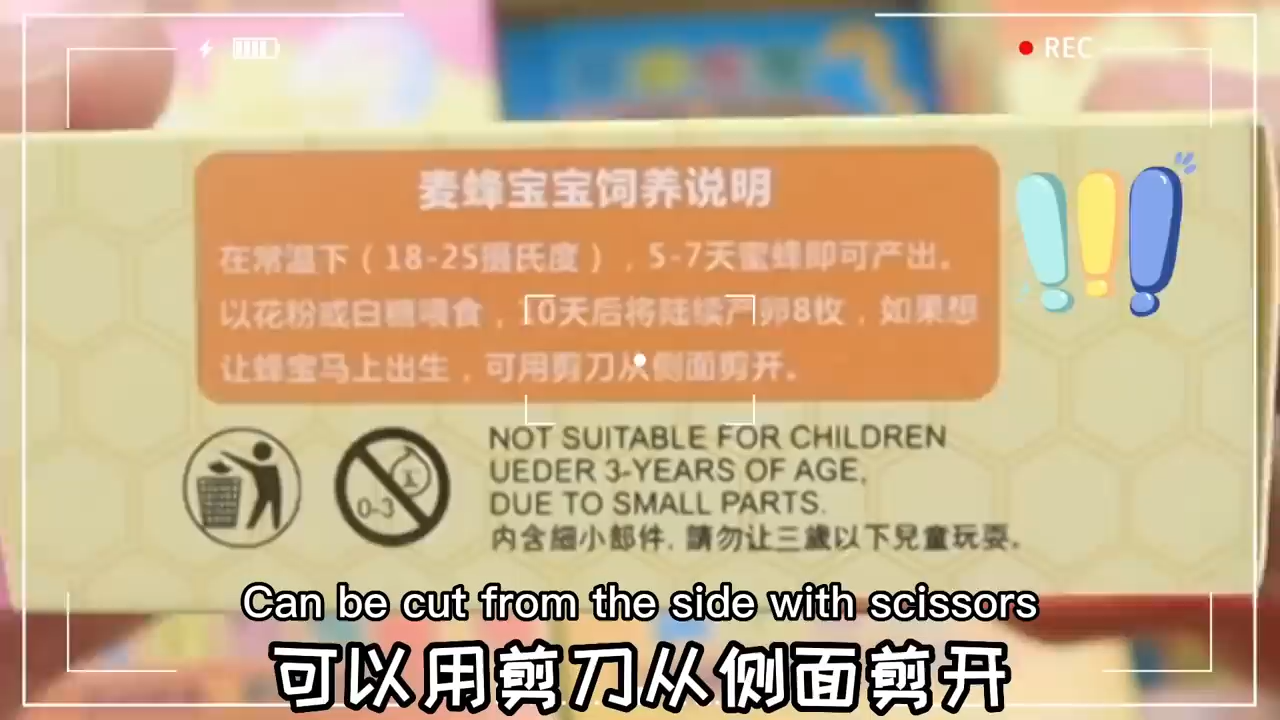 REC
麦蜂宝宝饲养说明
在常温下（18-25摄氏度），5-7天蜜蜂即可产出。
以花粉或白糖喂食，10天后将陆续产卵8枚，如果想
让蜂宝马上出生，可用剪刀从侧面剪开。
0-3
NOT SUITABLE FOR CHILDREN
UEDER 3-YEARS OF AGE,
DUE TO SMALL PARTS.
内含細小部件，請勿让三歲以下兒童玩耍。
Can be cut from the side with scissors
可以用剪刀从侧面剪开